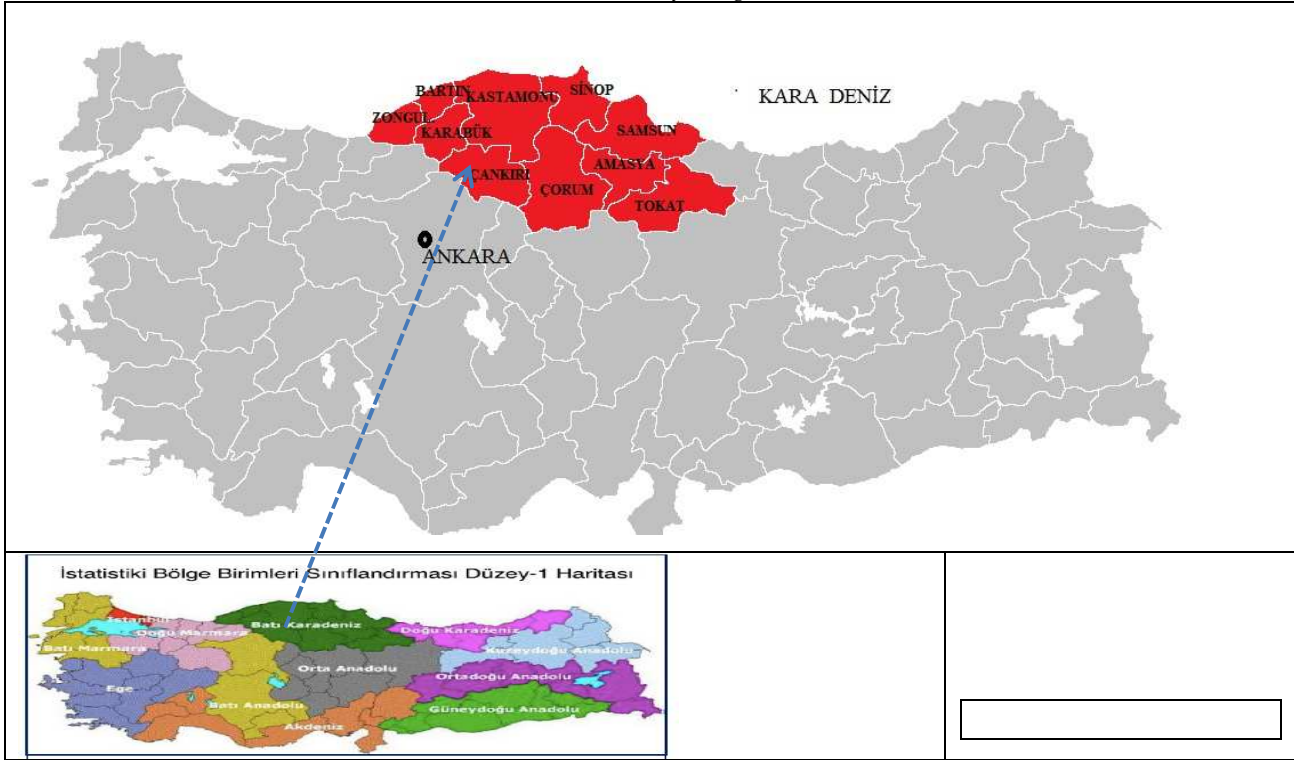 BARTIN
KASTAMONU
SİNOP
KARA DENİZ
ZONGUL.
KARABÜK
SAMSUN
ÇANKIRI
AMASYA
ÇORUM
TOKAT
ANKARA
İstatistiki Bölge Birimleri Sınıflandırması Düzey-1 Haritası
İstanbul
Batı Karadeniz
Doğu Karadeniz
Doğu Marmara
Batı Marmara
Kuzeydoğu Anadolu
Orta Anadolu
Ortadoğu Anadolu
Ege
Batı Anadolu
Güneydoğu Anadolu
Akdeniz